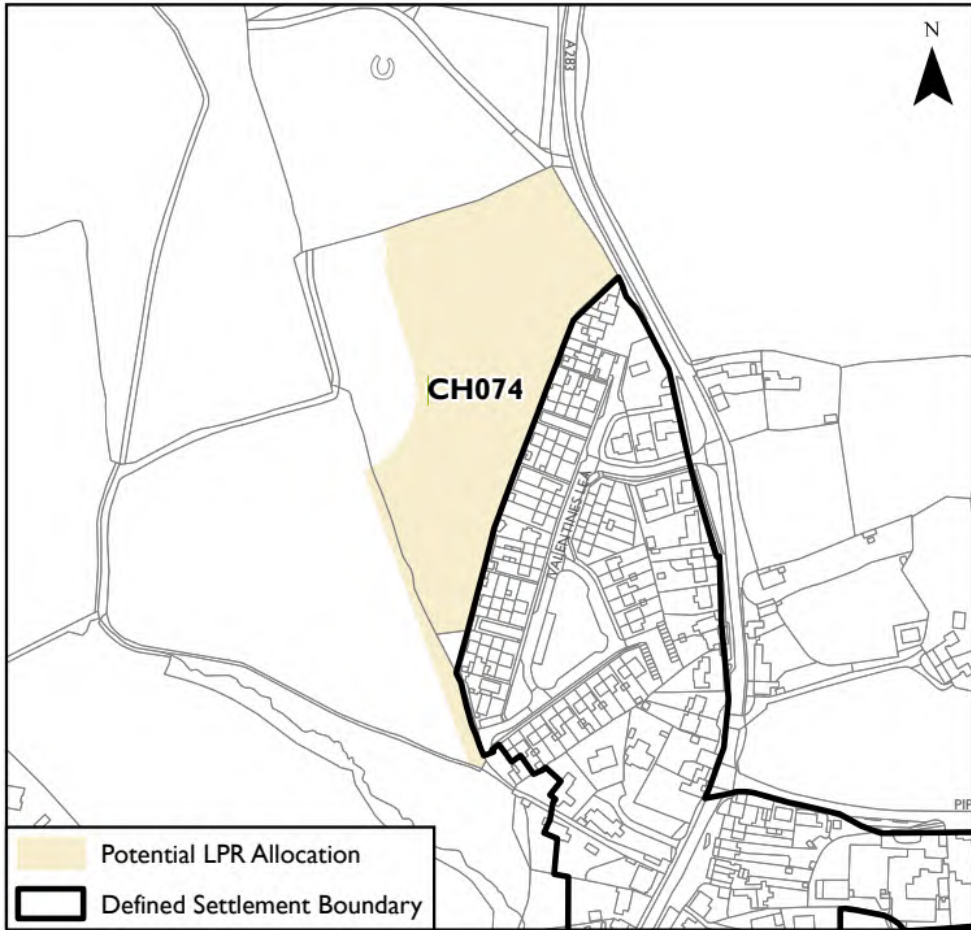 N
A283
CH074
VALENTINES LEA
PIP
Potential LPR Allocation
Defined Settlement Boundary